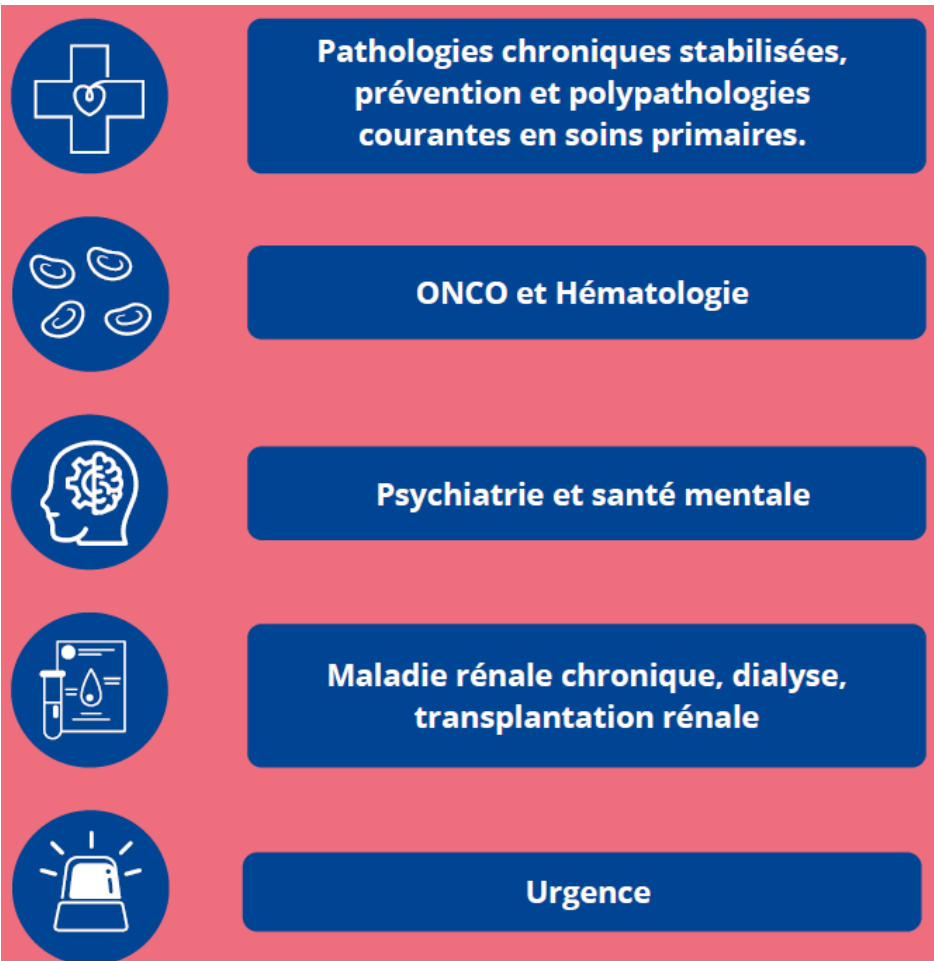 Pathologies chroniques stabilisées,
prévention et polypathologies
courantes en soins primaires.
ONCO et Hématologie
Psychiatrie et santé mentale
Maladie rénale chronique, dialyse,
transplantation rénale
Urgence